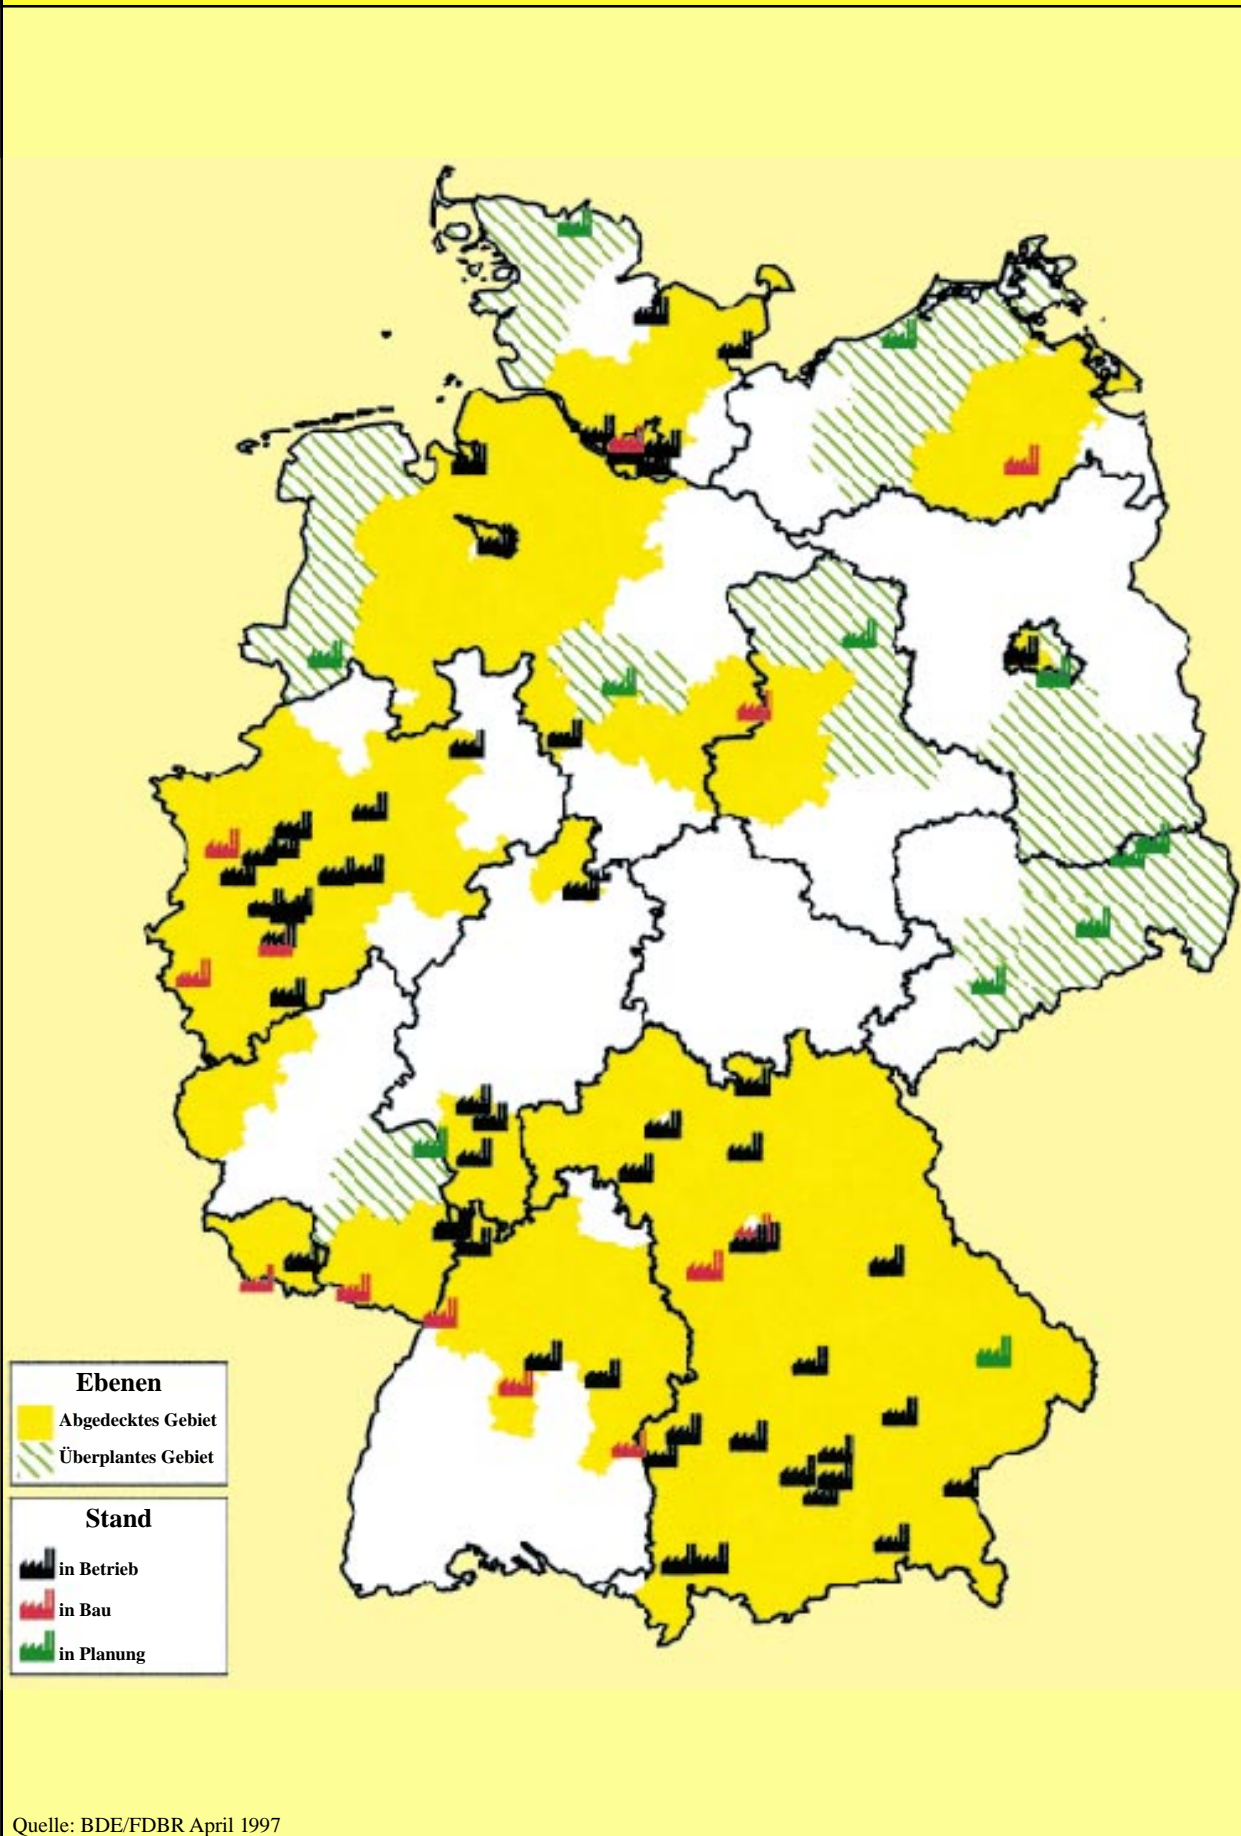 Ebenen
Abgedecktes Gebiet
Überplantes Gebiet
Stand
in Betrieb
in Bau
in Planung
Quelle: BDE/FDBR April 1997